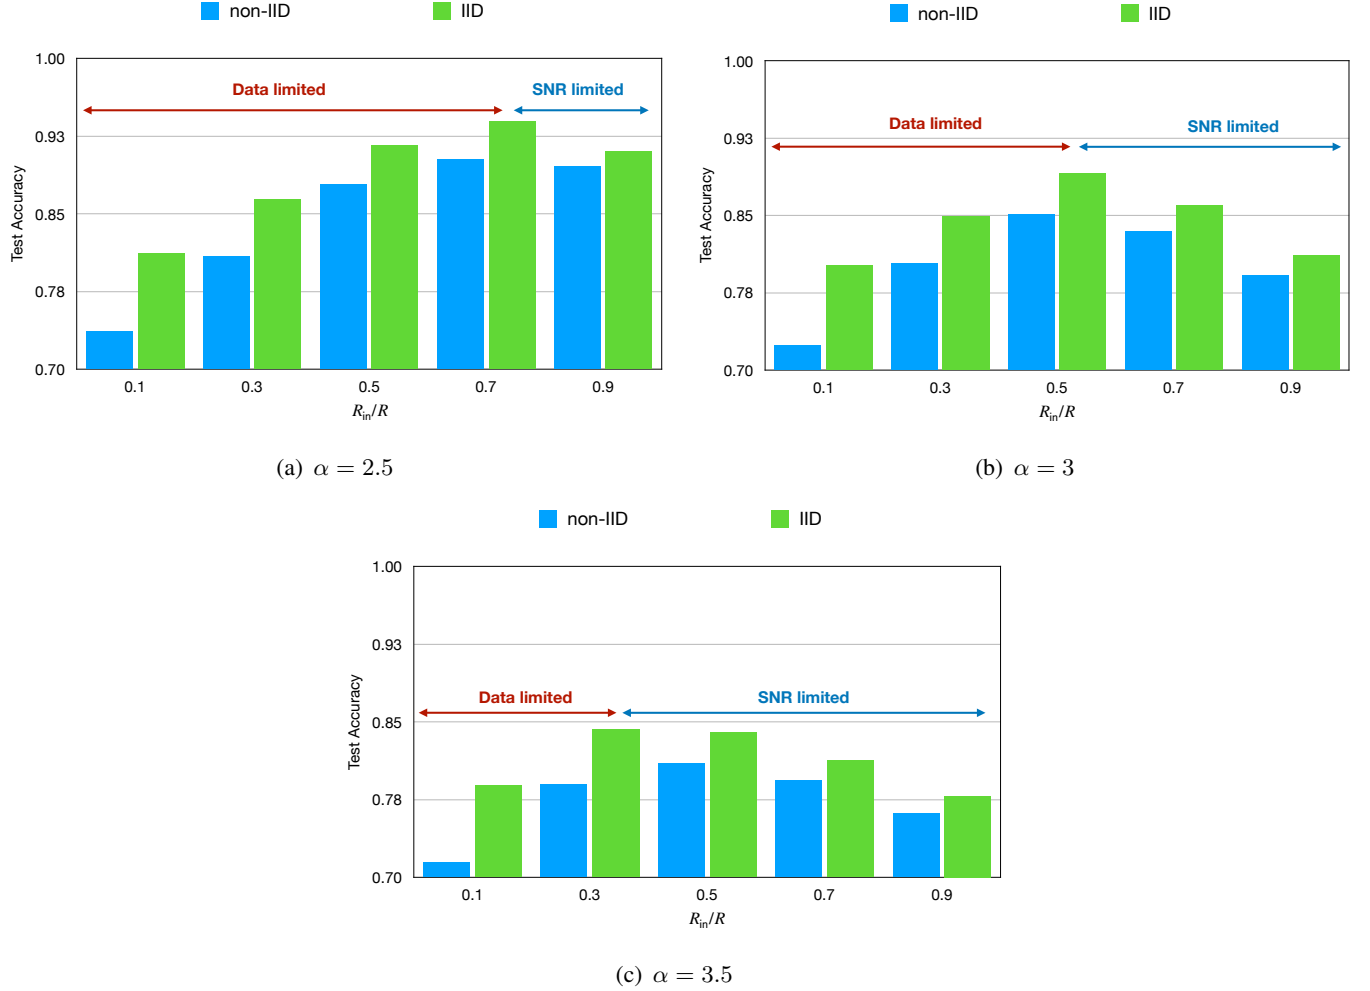 non-IID IID
1.00
Data limited SNR limited
0.93
0.85
0.78
0.70
Test Accuracy
0.1 0.3 0.5 0.7 0.9
R_in/R
(a) α = 2.5
non-IID IID
1.00
0.93
Data limited SNR limited
0.85
0.78
0.70
Test Accuracy
0.1 0.3 0.5 0.7 0.9
R_in/R
(b) α = 3
non-IID IID
1.00
0.93
Data limited SNR limited
0.85
0.78
0.70
Test Accuracy
0.1 0.3 0.5 0.7 0.9
R_in/R
(c) α = 3.5